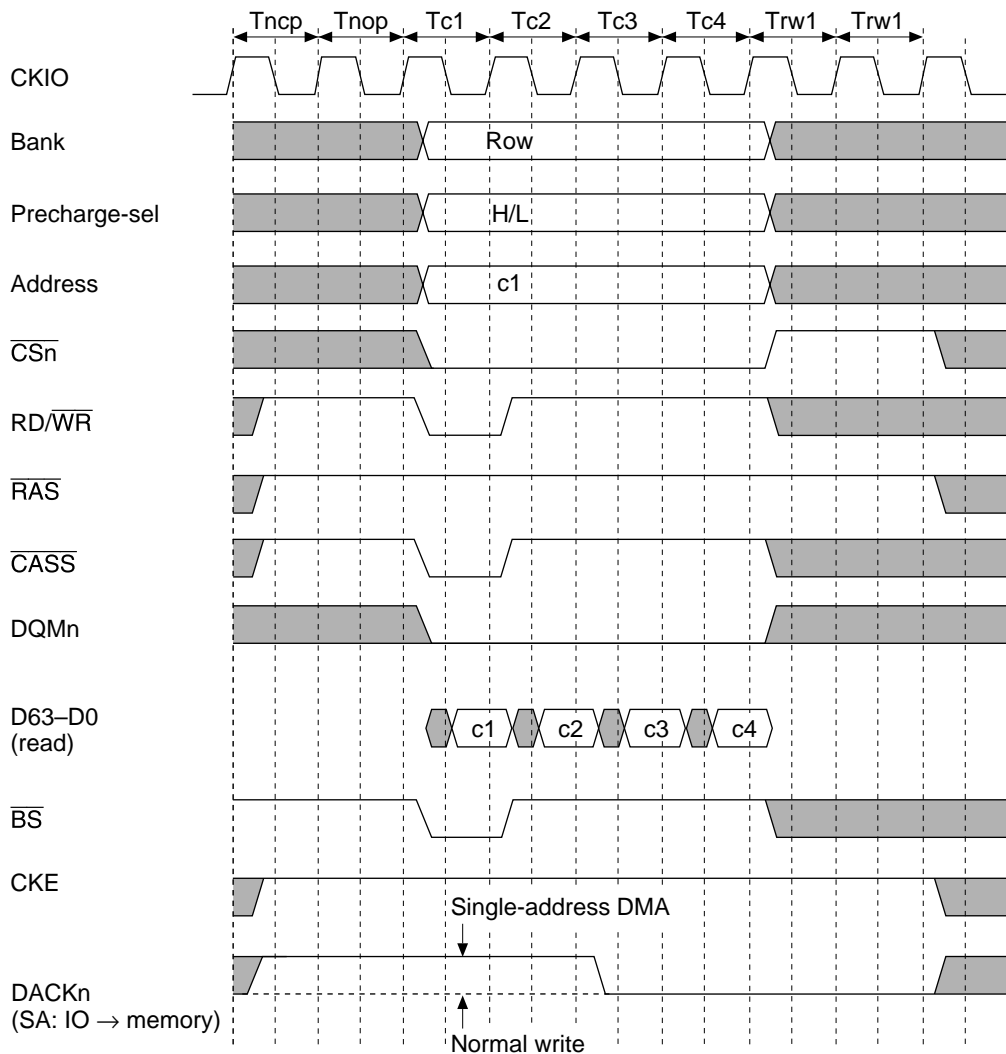 Tncp Tnop Tc1 Tc2 Tc3 Tc4 Trw1 Trw1
CKIO
Bank Row
Precharge-sel H/L
Address c1
CSn
RD/WR
RAS
CASS
DQMn
D63–D0
(read) c1 c2 c3 c4
BS
CKE
Single-address DMA
DACKn
(SA: IO → memory)
Normal write